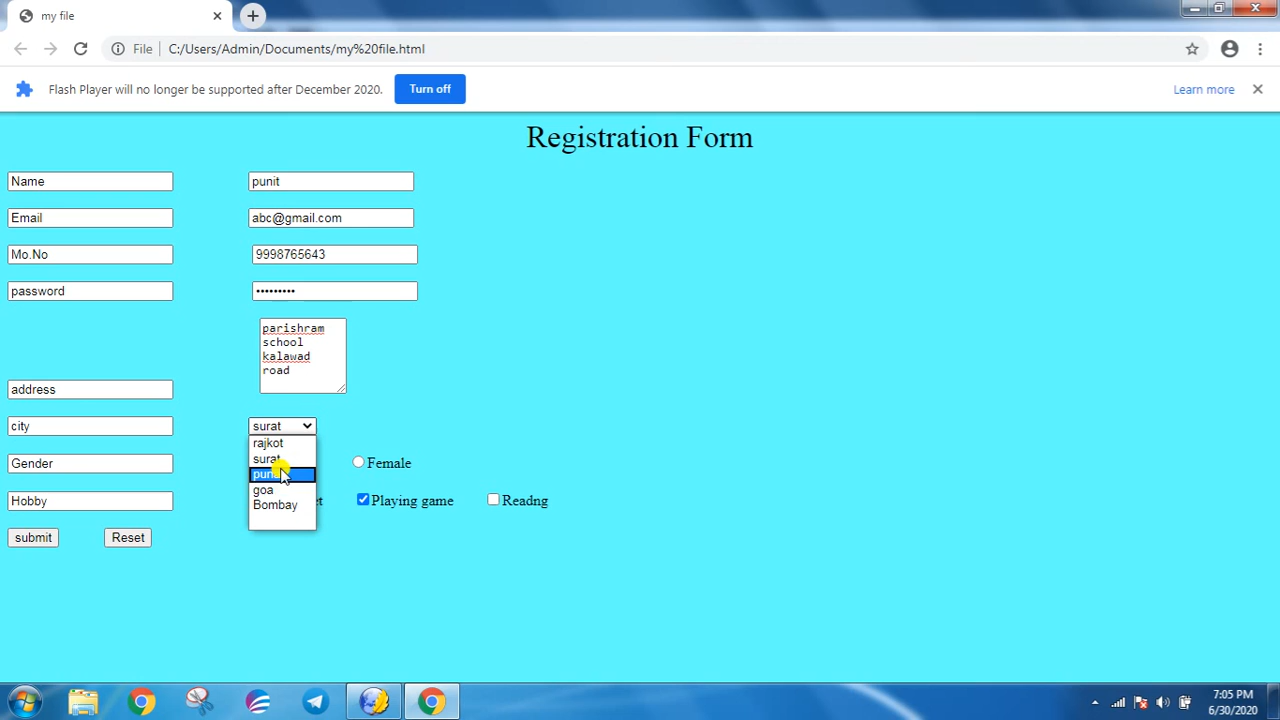 my file
File C:/Users/Admin/Documents/my%20file.html
Flash Player will no longer be supported after December 2020. Turn off Learn more
Registration Form
Name punit
Email abc@gmail.com
Mo.No 9998765643
password •••••••••
parishram
school
kalawad
road
address
city surat
rajkot
surat
Gender Female
goa
Hobby Playing game Readng
Bombay
submit Reset
7:05 PM
6/30/2020